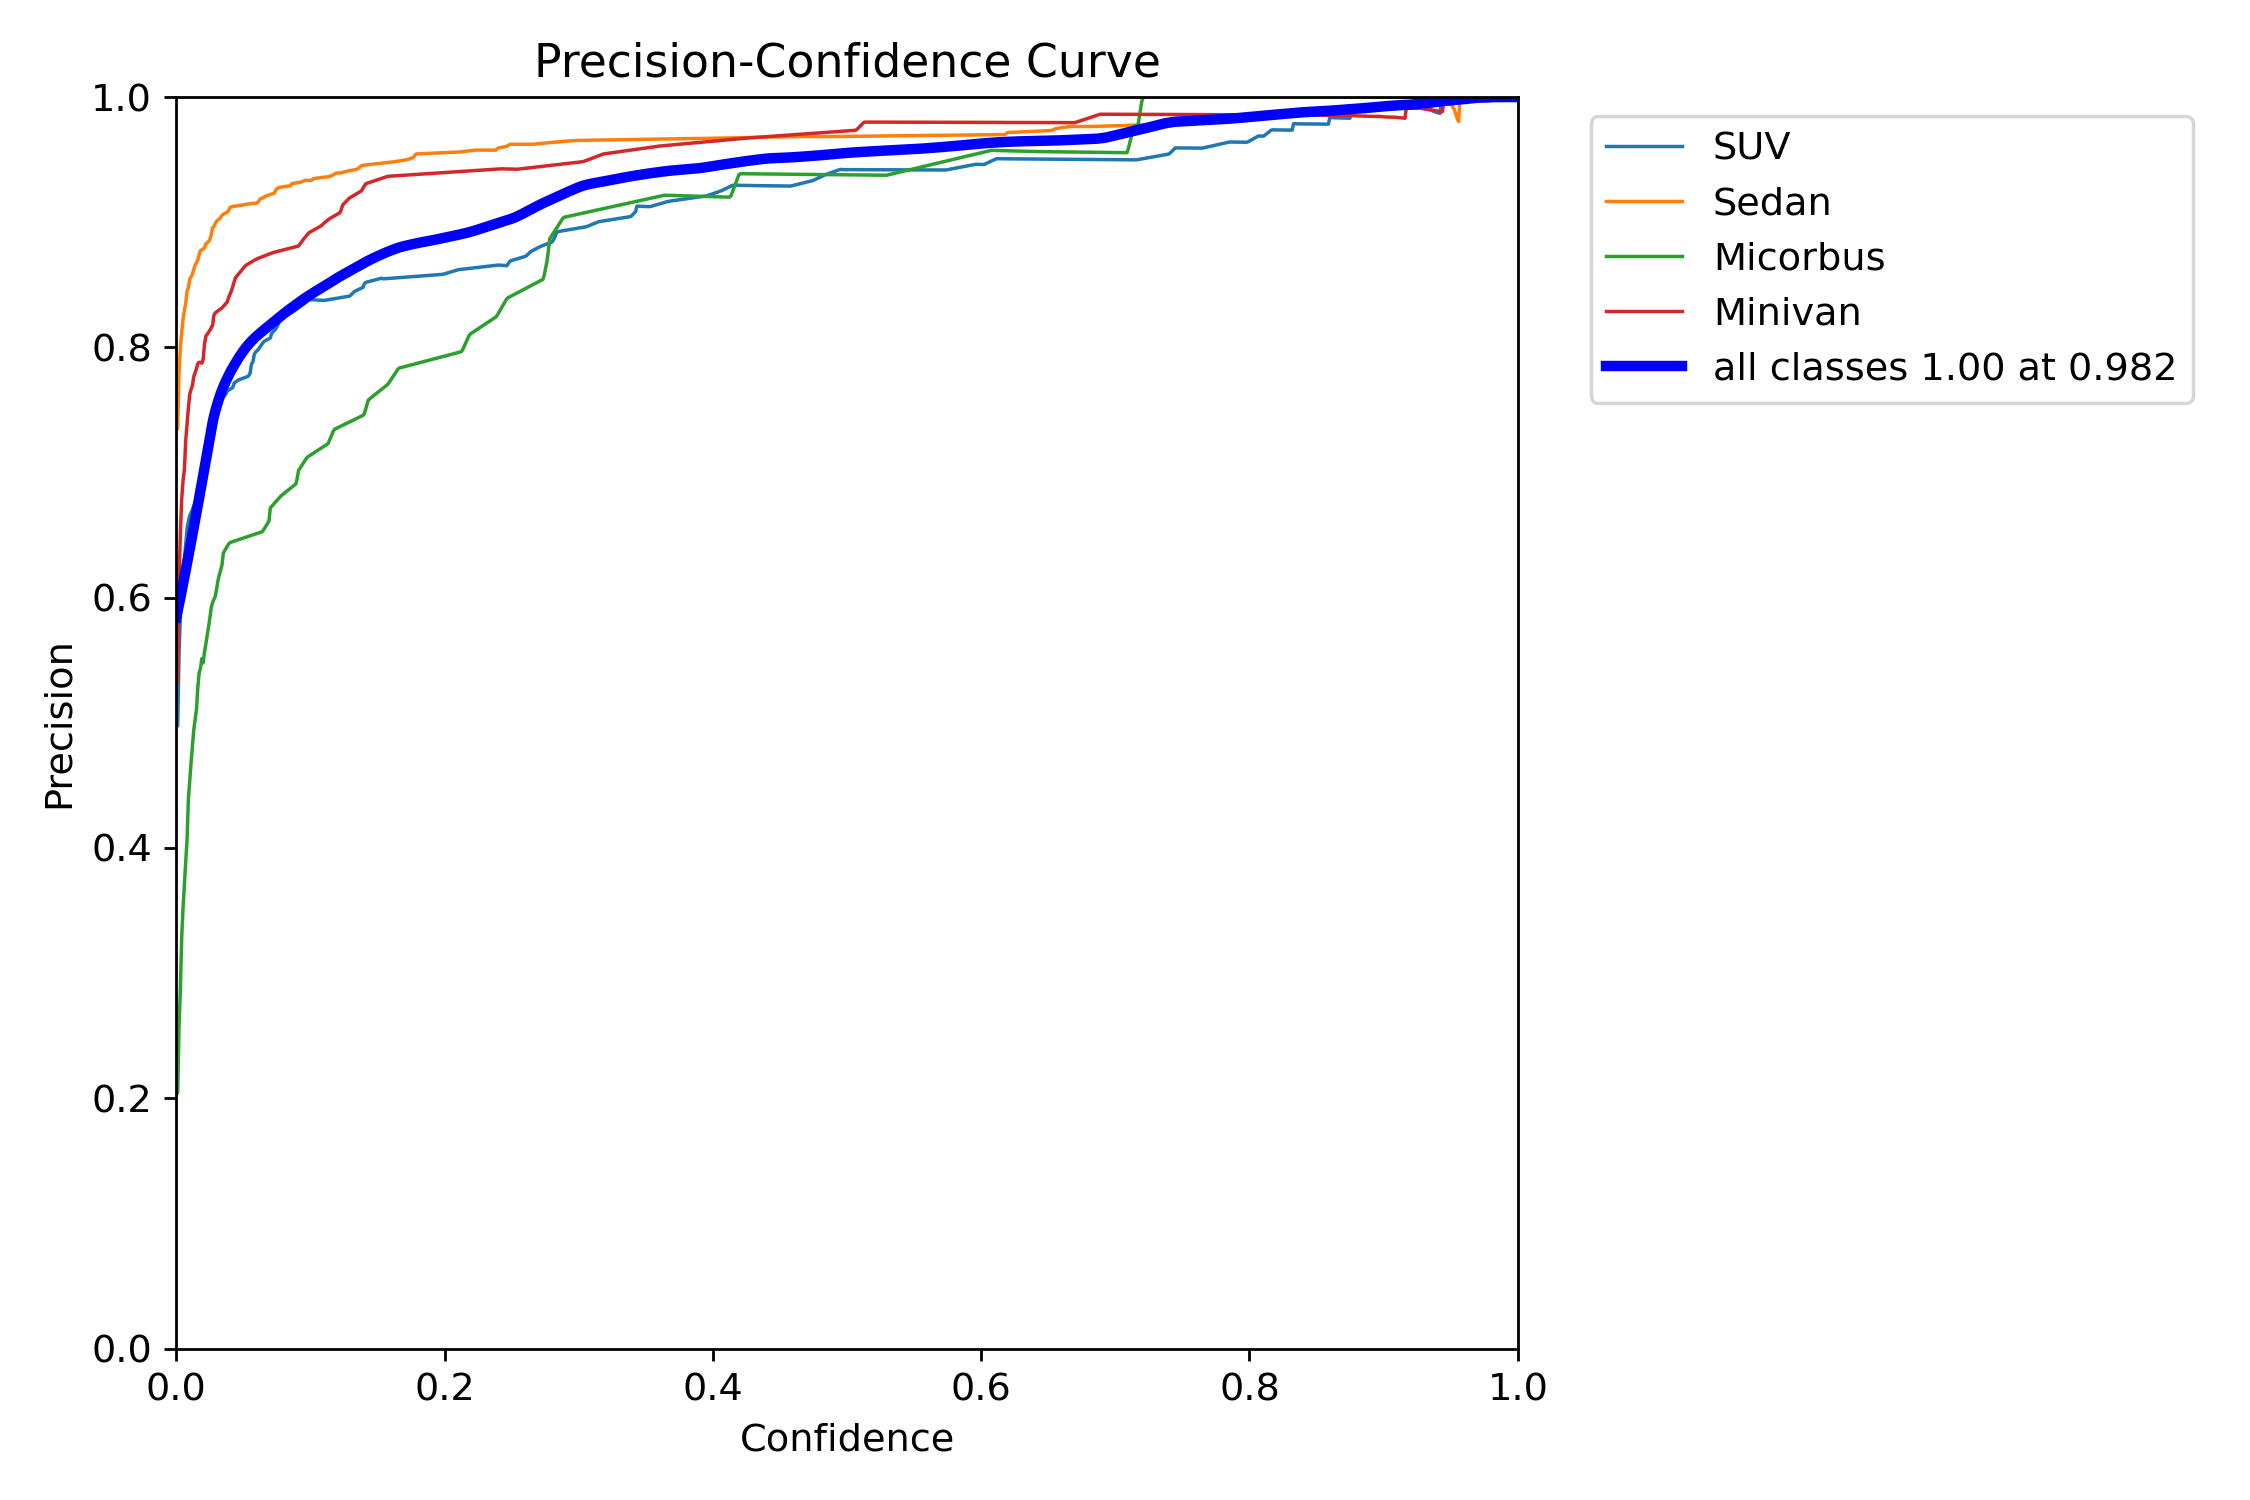 Precision-Confidence Curve
1.0
0.8
0.6
0.4
0.2
0.0
Precision
0.0 0.2 0.4 0.6 0.8 1.0
Confidence
SUV
Sedan
Micorbus
Minivan
all classes 1.00 at 0.982